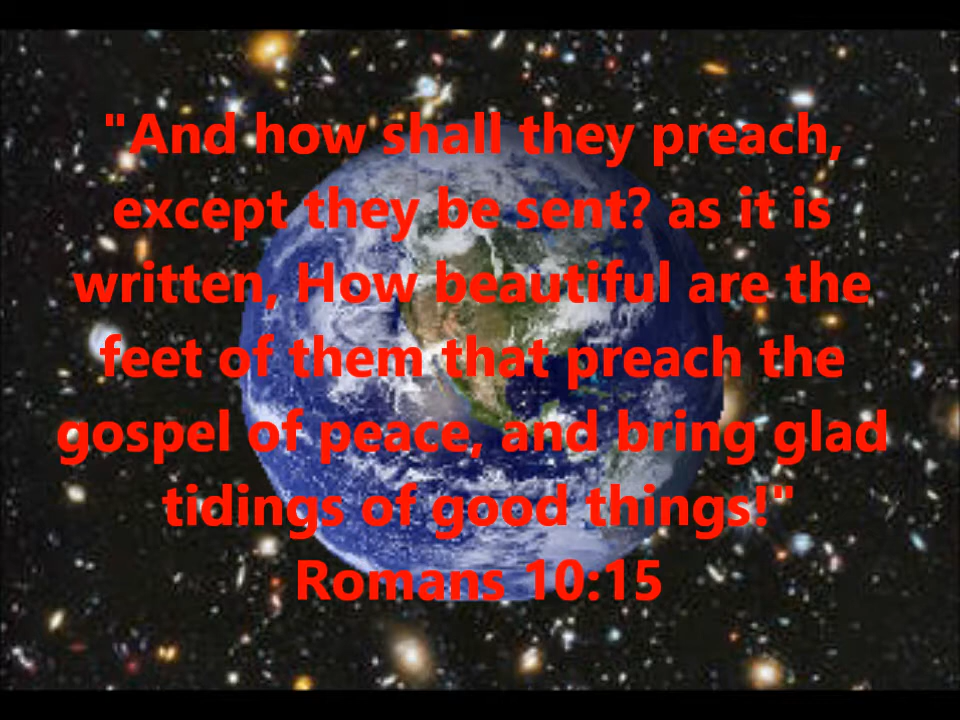 "And how shall they preach,
except they be sent? as it is
written, How beautiful are the
feet of them that preach the
gospel of peace, and bring glad
tidings of good things!"
Romans 10:15